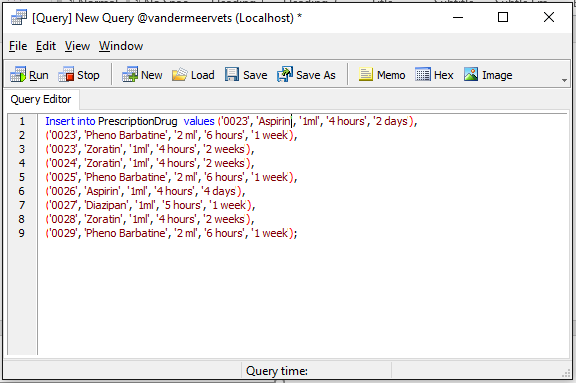 [Query] New Query @vandermeervets (Localhost) *
File Edit View Window
Run Stop New Load Save Save As Memo Hex Image
Query Editor
1 Insert into PrescriptionDrug values ('0023', 'Aspirin', '1ml', '4 hours', '2 days'),
2 ('0023', 'Pheno Barbatine', '2 ml', '6 hours', '1 week'),
3 ('0023', 'Zoratin', '1ml', '4 hours', '2 weeks'),
4 ('0024', 'Zoratin', '1ml', '4 hours', '2 weeks'),
5 ('0025', 'Pheno Barbatine', '2 ml', '6 hours', '1 week'),
6 ('0026', 'Aspirin', '1ml', '4 hours', '4 days'),
7 ('0027', 'Diazipan', '1ml', '5 hours', '1 week'),
8 ('0028', 'Zoratin', '1ml', '4 hours', '2 weeks'),
9 ('0029', 'Pheno Barbatine', '2 ml', '6 hours', '1 week');
Query time: